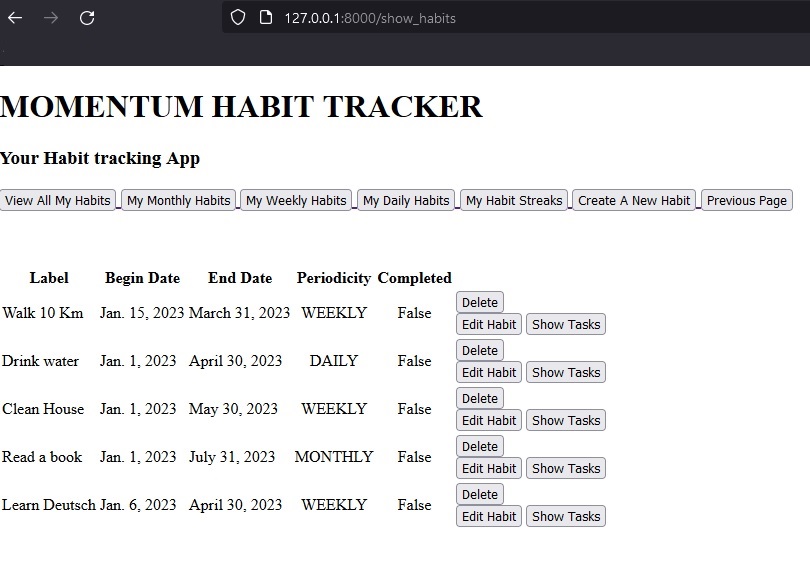 127.0.0.1:8000/show_habits
MOMENTUM HABIT TRACKER
Your Habit tracking App
View All My Habits My Monthly Habits My Weekly Habits My Daily Habits My Habit Streaks Create A New Habit Previous Page
Label Begin Date End Date Periodicity Completed
Delete
Walk 10 Km Jan. 15, 2023 March 31, 2023 WEEKLY False
Edit Habit Show Tasks
Delete
Drink water Jan. 1, 2023 April 30, 2023 DAILY False
Edit Habit Show Tasks
Delete
Clean House Jan. 1, 2023 May 30, 2023 WEEKLY False
Edit Habit Show Tasks
Delete
Read a book Jan. 1, 2023 July 31, 2023 MONTHLY False
Edit Habit Show Tasks
Delete
Learn Deutsch Jan. 6, 2023 April 30, 2023 WEEKLY False
Edit Habit Show Tasks